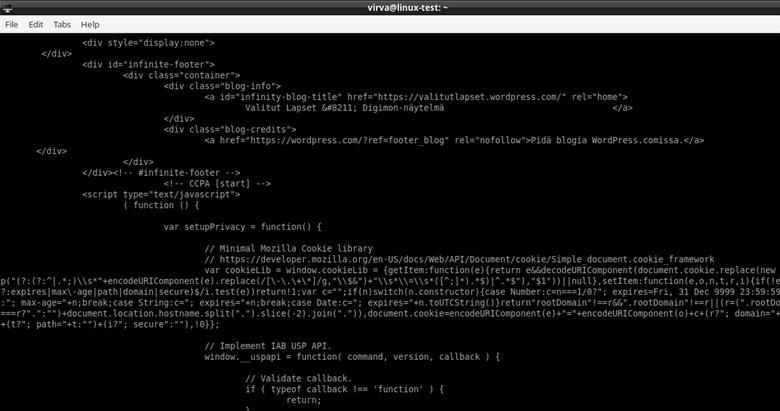 virva@linux-test: ~
File Edit Tabs Help
<div style="display:none">
</div>
<div id="infinite-footer">
<div class="container">
<div class="blog-info">
<a id="infinity-blog-title" href="https://valitutlapset.wordpress.com/" rel="home">
Valitut Lapset &#8211; Digimon-näytelmä </a>
</div>
<div class="blog-credits">
<a href="https://wordpress.com/?ref=footer_blog" rel="nofollow">Pidä blogia WordPress.comissa.</a>
</div>
</div>
</div><!-- #infinite-footer -->
<!-- CCPA [start] -->
<script type="text/javascript">
( function () {
var setupPrivacy = function() {
// Minimal Mozilla Cookie library
// https://developer.mozilla.org/en-US/docs/Web/API/Document/cookie/Simple_document.cookie_framework
var cookieLib = window.cookieLib = {getItem:function(e){return e&&decodeURIComponent(document.cookie.replace(new
p("(?:(?:^|.*;)\\s*"+encodeURIComponent(e).replace(/[\-\.\+\*]/g,"\\$&")+"\\s*\\=\\s*([^;]*).*$)|^.*$"),"$1"))||null},setItem:function(e,o,n,t,r,i){if(!e
?:expires|max\-age|path|domain|secure)$/i.test(e))return!1;var c="";if(n)switch(n.constructor){case Number:c=n===1/0?"; expires=Fri, 31 Dec 9999 23:59:59
:"; max-age="+n;break;case String:c="; expires="+n;break;case Date:c="; expires="+n.toUTCString()}return"rootDomain"!==r&&".rootDomain"!==r||(r=(".rootDo
===r?".":"")+document.location.hostname.split(".").slice(-2).join(".")),document.cookie=encodeURIComponent(e)+"="+encodeURIComponent(o)+c+(r?"; domain="+
+(t?"; path="+t:"")+(i?"; secure":""),!0}};
// Implement IAB USP API.
window.__uspapi = function( command, version, callback ) {
// Validate callback.
if ( typeof callback !== 'function' ) {
return;
}